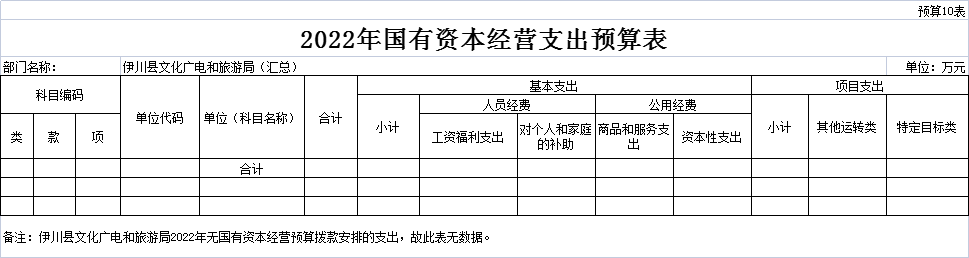 预算10表
2022年国有资本经营支出预算表
部门名称： 伊川县文化广电和旅游局（汇总） 单位：万元
科目编码 单位代码 单位（科目名称） 合计 基本支出 项目支出
小计 人员经费 公用经费 小计 其他运转类 特定目标类
类 款 项 工资福利支出 对个人和家庭的补助 商品和服务支出 资本性支出
合计
备注：伊川县文化广电和旅游局2022年无国有资本经营预算拨款安排的支出，故此表无数据。